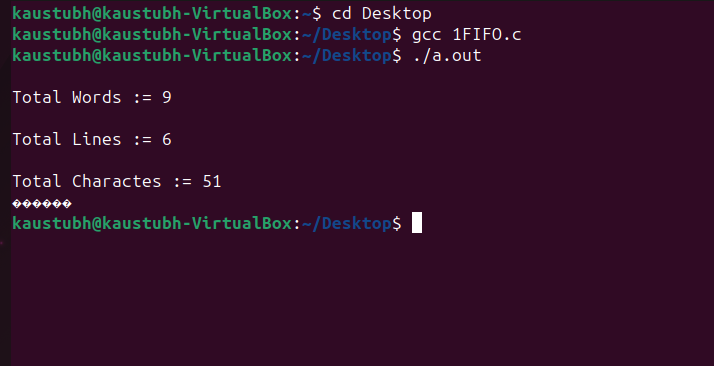 kaustubh@kaustubh-VirtualBox:~$ cd Desktop
kaustubh@kaustubh-VirtualBox:~/Desktop$ gcc 1FIFO.c
kaustubh@kaustubh-VirtualBox:~/Desktop$ ./a.out
Total Words := 9
Total Lines := 6
Total Charactes := 51
������
kaustubh@kaustubh-VirtualBox:~/Desktop$